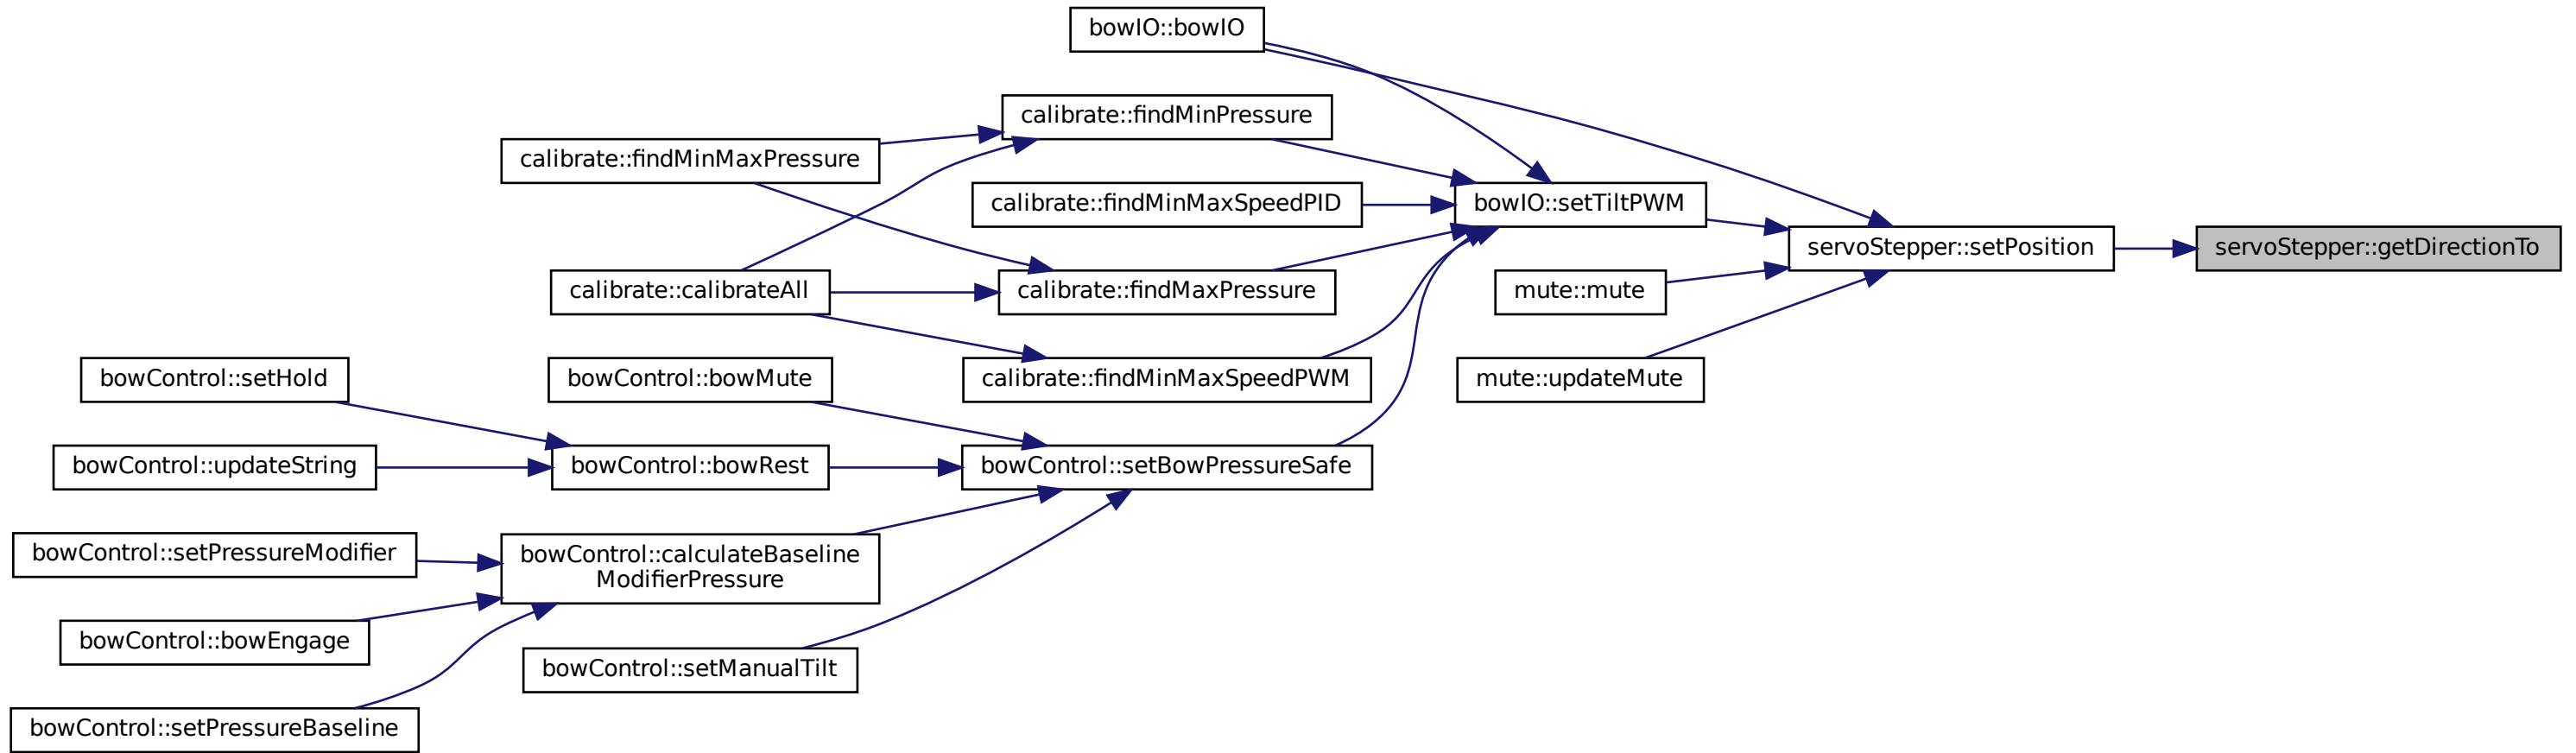 bowIO::bowIO
calibrate::findMinPressure
calibrate::findMinMaxPressure
calibrate::findMinMaxSpeedPID
bowIO::setTiltPWM
servoStepper::setPosition
servoStepper::getDirectionTo
calibrate::calibrateAll
calibrate::findMaxPressure
mute::mute
bowControl::setHold
bowControl::bowMute
calibrate::findMinMaxSpeedPWM
mute::updateMute
bowControl::updateString
bowControl::bowRest
bowControl::setBowPressureSafe
bowControl::setPressureModifier
bowControl::calculateBaseline
ModifierPressure
bowControl::bowEngage
bowControl::setManualTilt
bowControl::setPressureBaseline